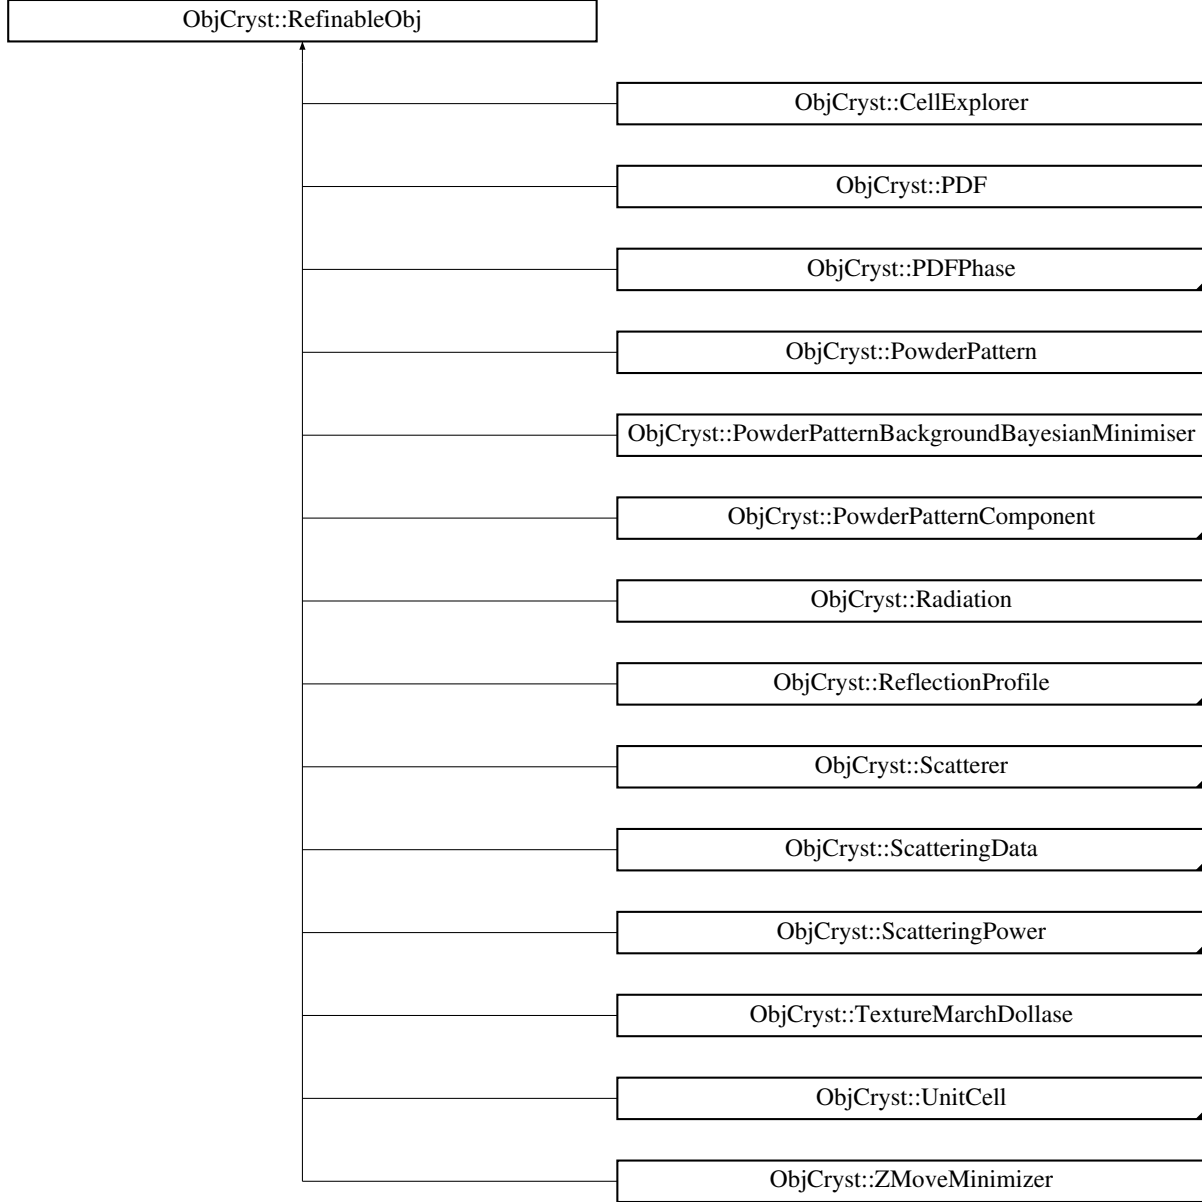 ObjCryst::RefinableObj
ObjCryst::CellExplorer
ObjCryst::PDF
ObjCryst::PDFPhase
ObjCryst::PowderPattern
ObjCryst::PowderPatternBackgroundBayesianMinimiser
ObjCryst::PowderPatternComponent
ObjCryst::Radiation
ObjCryst::ReflectionProfile
ObjCryst::Scatterer
ObjCryst::ScatteringData
ObjCryst::ScatteringPower
ObjCryst::TextureMarchDollase
ObjCryst::UnitCell
ObjCryst::ZMoveMinimizer